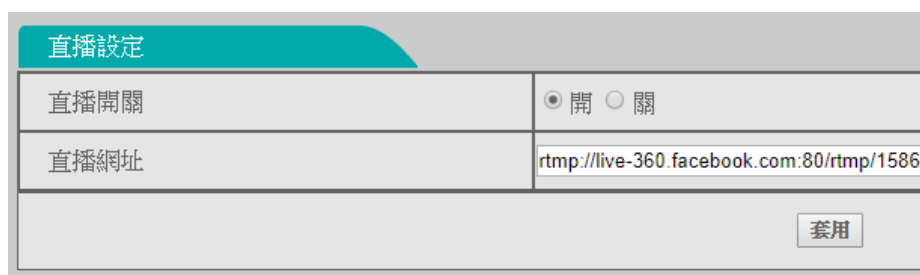 直播設定
直播開關 開 關
直播網址 rtmp://live-360.facebook.com:80/rtmp/1586
套用